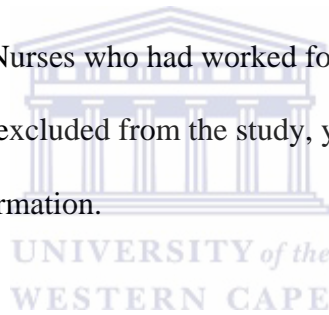 Nurses who had worked fo
excluded from the study, y
rmation.
UNIVERSITY of the
WESTERN CAPE